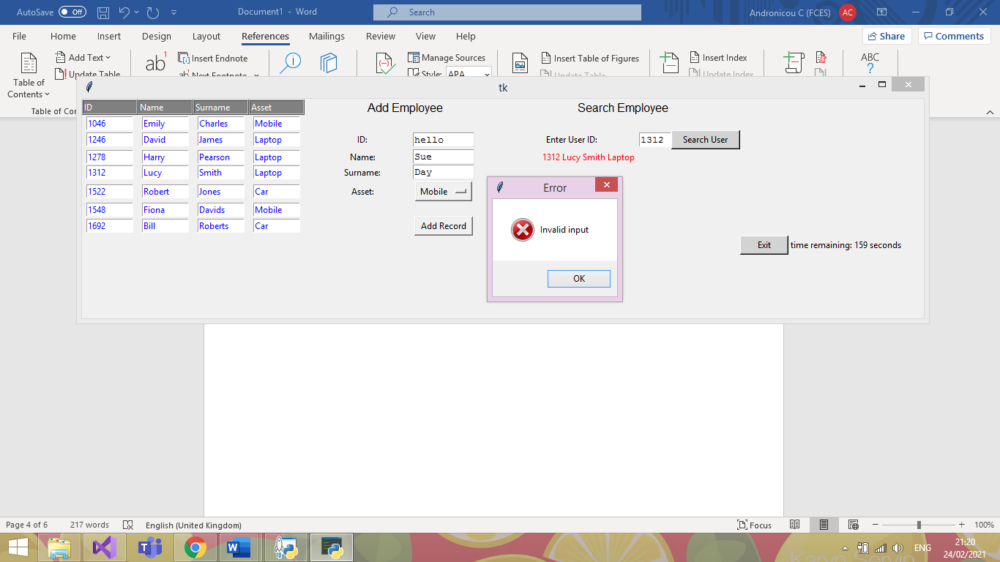 AutoSave Off Document1 - Word Search Andronicou C (FCES) AC
File Home Insert Design Layout References Mailings Review View Help Share Comments
Table of Contents
Add Text
Update Table
ab 1
Insert Endnote
Next Footnote
Manage Sources
Style: APA
Insert Table of Figures
Update Table
Insert Index
Update Index
ABC
?
Table of Con
tk
ID Name Surname Asset
1046 Emily Charles Mobile
1246 David James Laptop
1278 Harry Pearson Laptop
1312 Lucy Smith Laptop
1522 Robert Jones Car
1548 Fiona Davids Mobile
1692 Bill Roberts Car
Add Employee
ID: hello
Name: Sue
Surname: Day
Asset: Mobile
Add Record
Search Employee
Enter User ID: 1312 Search User
1312 Lucy Smith Laptop
Error
Invalid input
OK
Exit time remaining: 159 seconds
Page 4 of 6 217 words English (United Kingdom) Focus 100%
ENG
21:20
24/02/2021
Karyn Servin